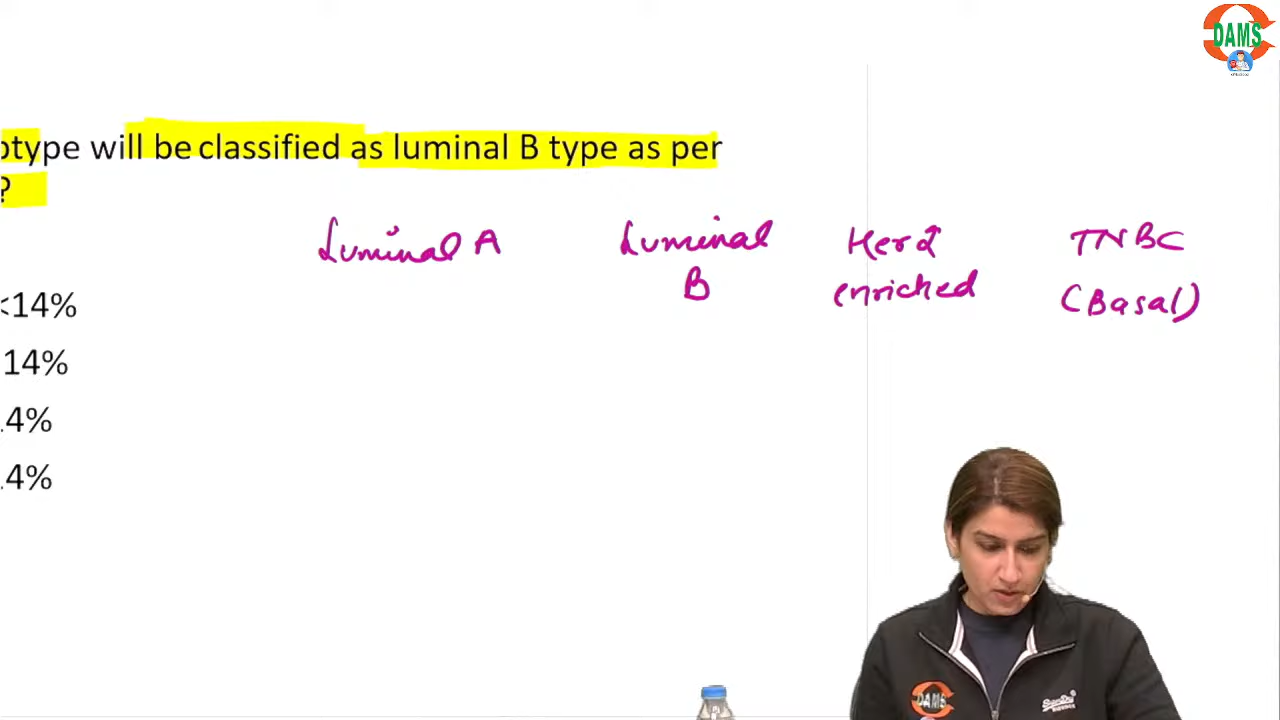 DAMS
otype will be classified as luminal B type as per
?
Luminal A
Luminal B
Her2 enriched
TNBC (Basal)
<14%
14%
.4%
.4%
DAMS